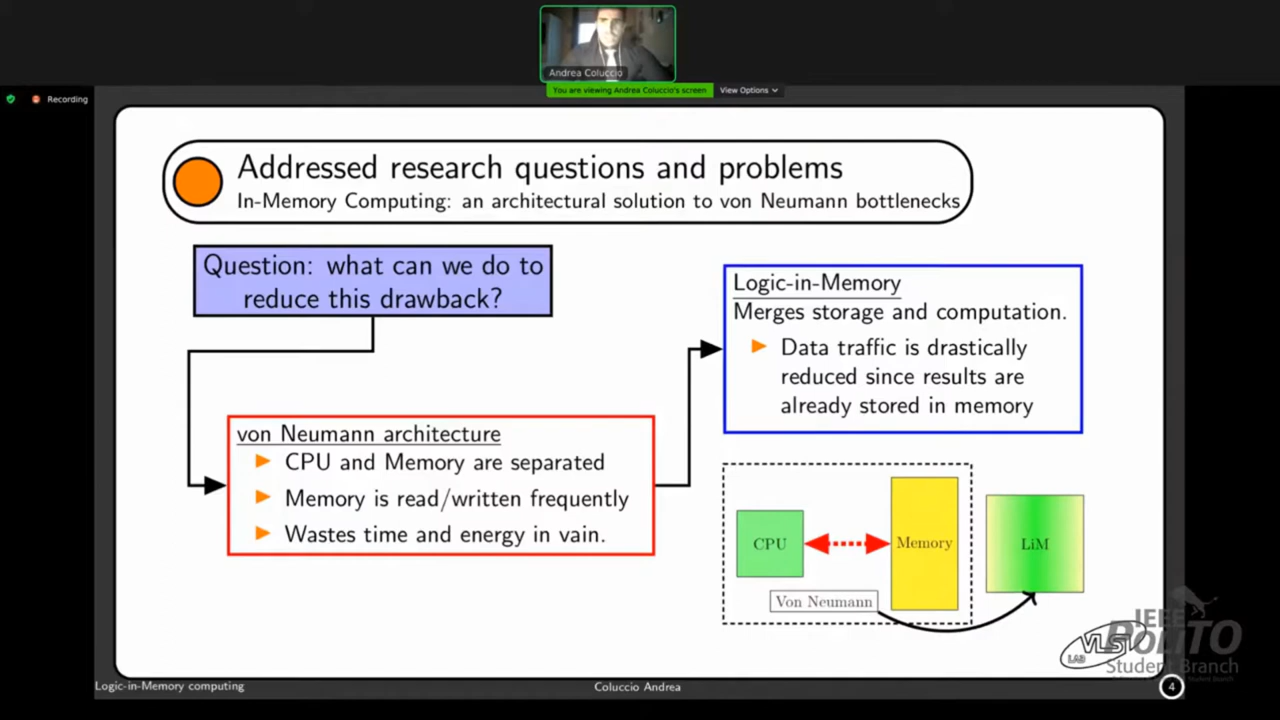 Andrea Coluccio
You are viewing Andrea Coluccio's screen
View Options
Recording
Addressed research questions and problems
In-Memory Computing: an architectural solution to von Neumann bottlenecks
Question: what can we do to
reduce this drawback?
von Neumann architecture
CPU and Memory are separated
Memory is read/written frequently
Wastes time and energy in vain.
Logic-in-Memory
Merges storage and computation.
Data traffic is drastically
reduced since results are
already stored in memory
CPU
Memory
LiM
Von Neumann
IEEE
POLITO
Student Branch
Student Branch
VLSI
LAB
Logic-in-Memory computing
Coluccio Andrea
4